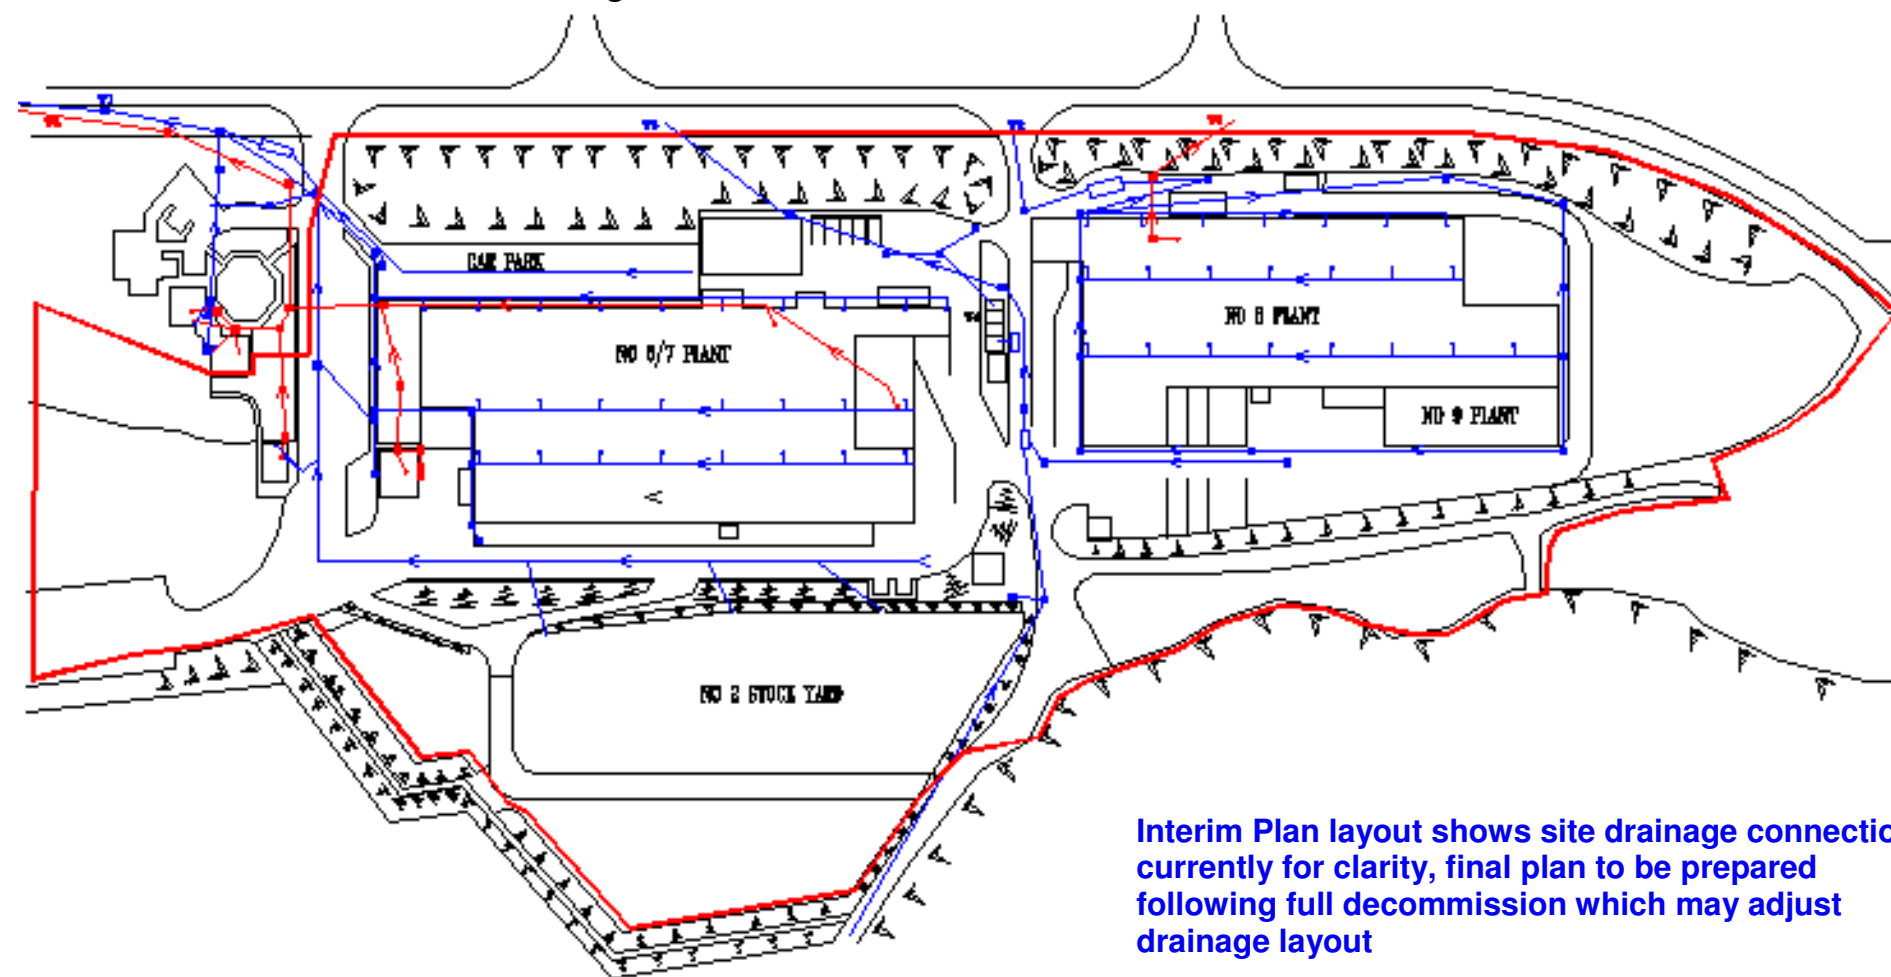 CAR PARK
NO 8 PLANT
NO 6/7 PLANT
NO 9 PLANT
NO 2 STOCK YARD
Interim Plan layout shows site drainage connectio
currently for clarity, final plan to be prepared
following full decommission which may adjust
drainage layout